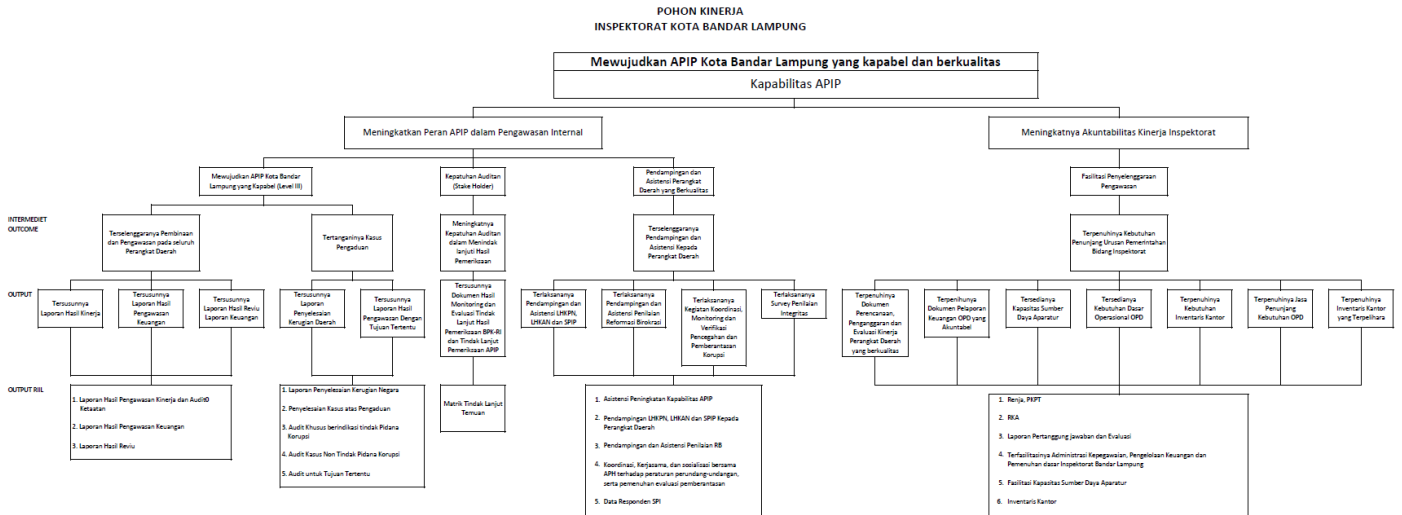 POHON KINERJA
INSPEKTORAT KOTA BANDAR LAMPUNG
Mewujudkan APIP Kota Bandar Lampung yang kapabel dan berkualitas
Kapabilitas APIP
Meningkatkan Peran APIP dalam Pengawasan Internal
Meningkatnya Akuntabilitas Kinerja Inspektorat
Mewujudkan APIP Kota Bandar
Lampung yang Kapabel (Level III)
Kepatuhan Auditan
(Stake Holder)
Pendampingan dan
Asistensi Perangkat
Daerah yang Berkualitas
Fasilitasi Penyelenggaraan
Pengawasan
INTERMEDIET
OUTCOME
Terselenggaranya Pembinaan
dan Pengawasan pada seluruh
Perangkat Daerah
Tertanganinya Kasus
Pengaduan
Meningkatnya
Kepatuhan Auditan
dalam Menindak
lanjuti Hasil
Pemeriksaan
Terselenggaranya
Pendampingan dan
Asistensi Kepada
Perangkat Daerah
Terpenuhinya Kebutuhan
Penunjang Urusan Pemerintahan
Bidang Inspektorat
OUTPUT
Tersusunnya
Laporan Hasil Kinerja
Tersusunnya
Laporan Hasil
Pengawasan
Keuangan
Tersusunnya
Laporan Hasil Reviu
Laporan Keuangan
Tersusunnya
Laporan
Penyelesaian
Kerugian Daerah
Tersusunnya
Laporan Hasil
Pengawasan Dengan
Tujuan Tertentu
Tersusunnya
Dokumen Hasil
Monitoring dan
Evaluasi Tindak
Lanjut Hasil
Pemeriksaan BPK-RI
dan Tindak Lanjut
Pemeriksaan APIP
Terlaksananya
Pendampingan dan
Asistensi LHKPN,
LHKAN dan SPIP
Terlaksananya
Pendampingan dan
Asistensi Penilaian
Reformasi Birokrasi
Terlaksananya
Kegiatan Koordinasi,
Monitoring dan
Verifikasi
Pencegahan dan
Pemberantasan
Korupsi
Terlaksananya
Survey Penilaian
Integritas
Terpenuhinya
Dokumen
Perencanaan,
Penganggaran dan
Evaluasi Kinerja
Perangkat Daerah
yang berkualitas
Terpenihunya
Dokumen Pelaporan
Keuangan OPD yang
Akuntabel
Tersedianya
Kapasitas Sumber
Daya Aparatur
Tersedianya
Kebutuhan Dasar
Operasional OPD
Terpenuhinya
Kebutuhan
Inventaris Kantor
Terpenuhinya Jasa
Penunjang
Kebutuhan OPD
Terpenuhinya
Inventaris Kantor
yang Terpelihara
OUTPUT RIIL
1. Laporan Hasil Pengawasan Kinerja dan Audit0
Ketaatan
2. Laporan Hasil Pengawasan Keuangan
3. Laporan Hasil Reviu
1. Laporan Penyelesaian Kerugian Negara
2. Penyelesaian Kasus atas Pengaduan
3. Audit Khusus berindikasi tindak Pidana
Korupsi
4. Audit Kasus Non Tindak Pidana Korupsi
5. Audit untuk Tujuan Tertentu
Matrik Tindak Lanjut
Temuan
1. Asistensi Peningkatan Kapabilitas APIP
2. Pendampingan LHKPN, LHKAN dan SPIP Kepada
Perangkat Daerah
3. Pendampingan dan Asistensi Penilaian RB
4. Koordinasi, Kerjasama, dan sosialisasi bersama
APH terhadap peraturan perundang-undangan,
serta pemenuhan evaluasi pemberantasan
5. Data Responden SPI
1. Renja, PKPT
2. RKA
3. Laporan Pertanggung jawaban dan Evaluasi
4. Terfasilitasinya Administrasi Kepegawaian, Pengelolaan Keuangan dan
Pemenuhan dasar Inspektorat Bandar Lampung
5. Fasilitasi Kapasitas Sumber Daya Aparatur
6. Inventaris Kantor